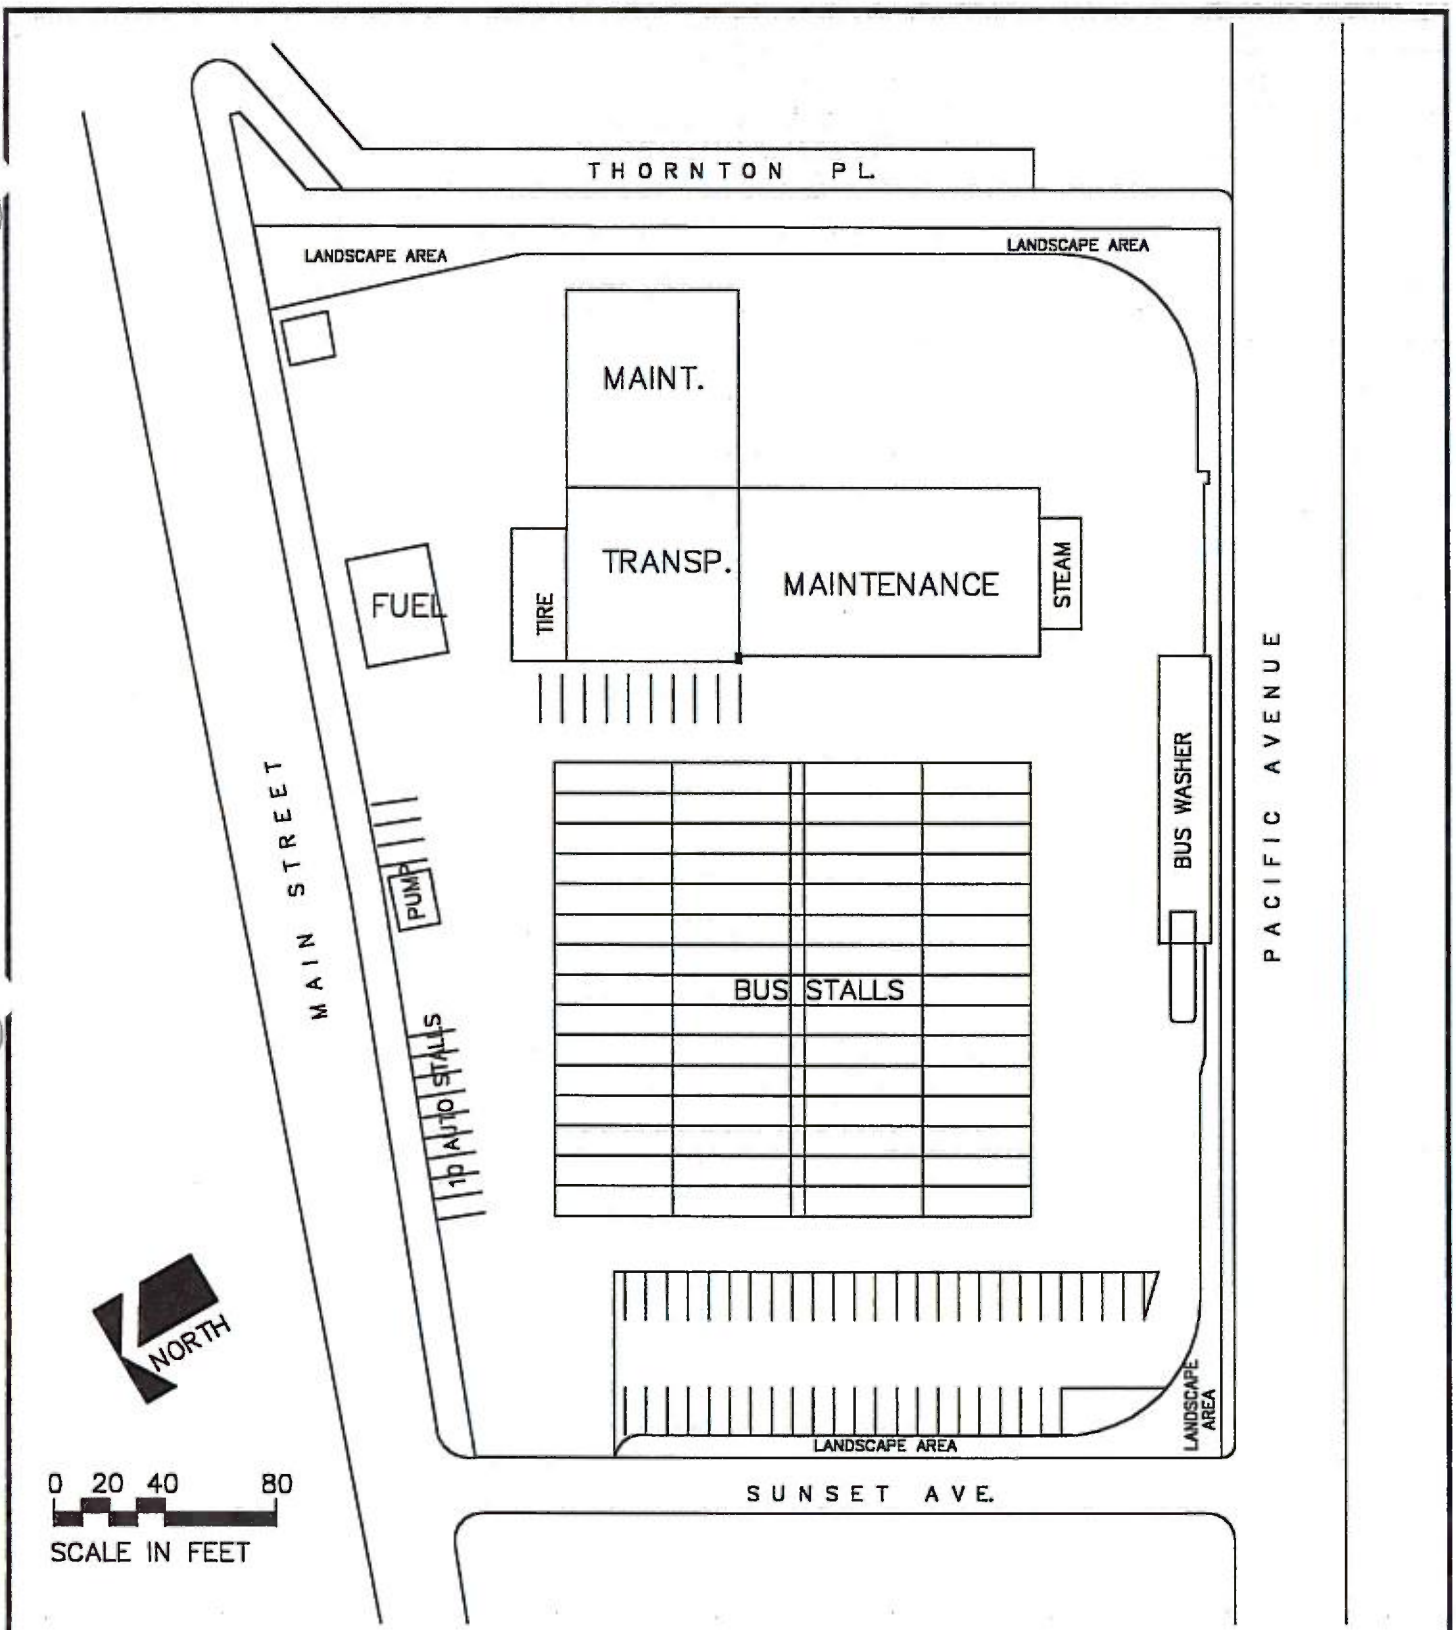 THORNTON PL.
LANDSCAPE AREA
LANDSCAPE AREA
MAINT.
TRANSP.
MAINTENANCE
STEAM
TIRE
FUEL
BUS WASHER
PACIFIC AVENUE
MAIN STREET
PUMP
BUS STALLS
10 AUTO STALLS
NORTH
LANDSCAPE
AREA
LANDSCAPE AREA
SUNSET AVE.
0 20 40 80
SCALE IN FEET